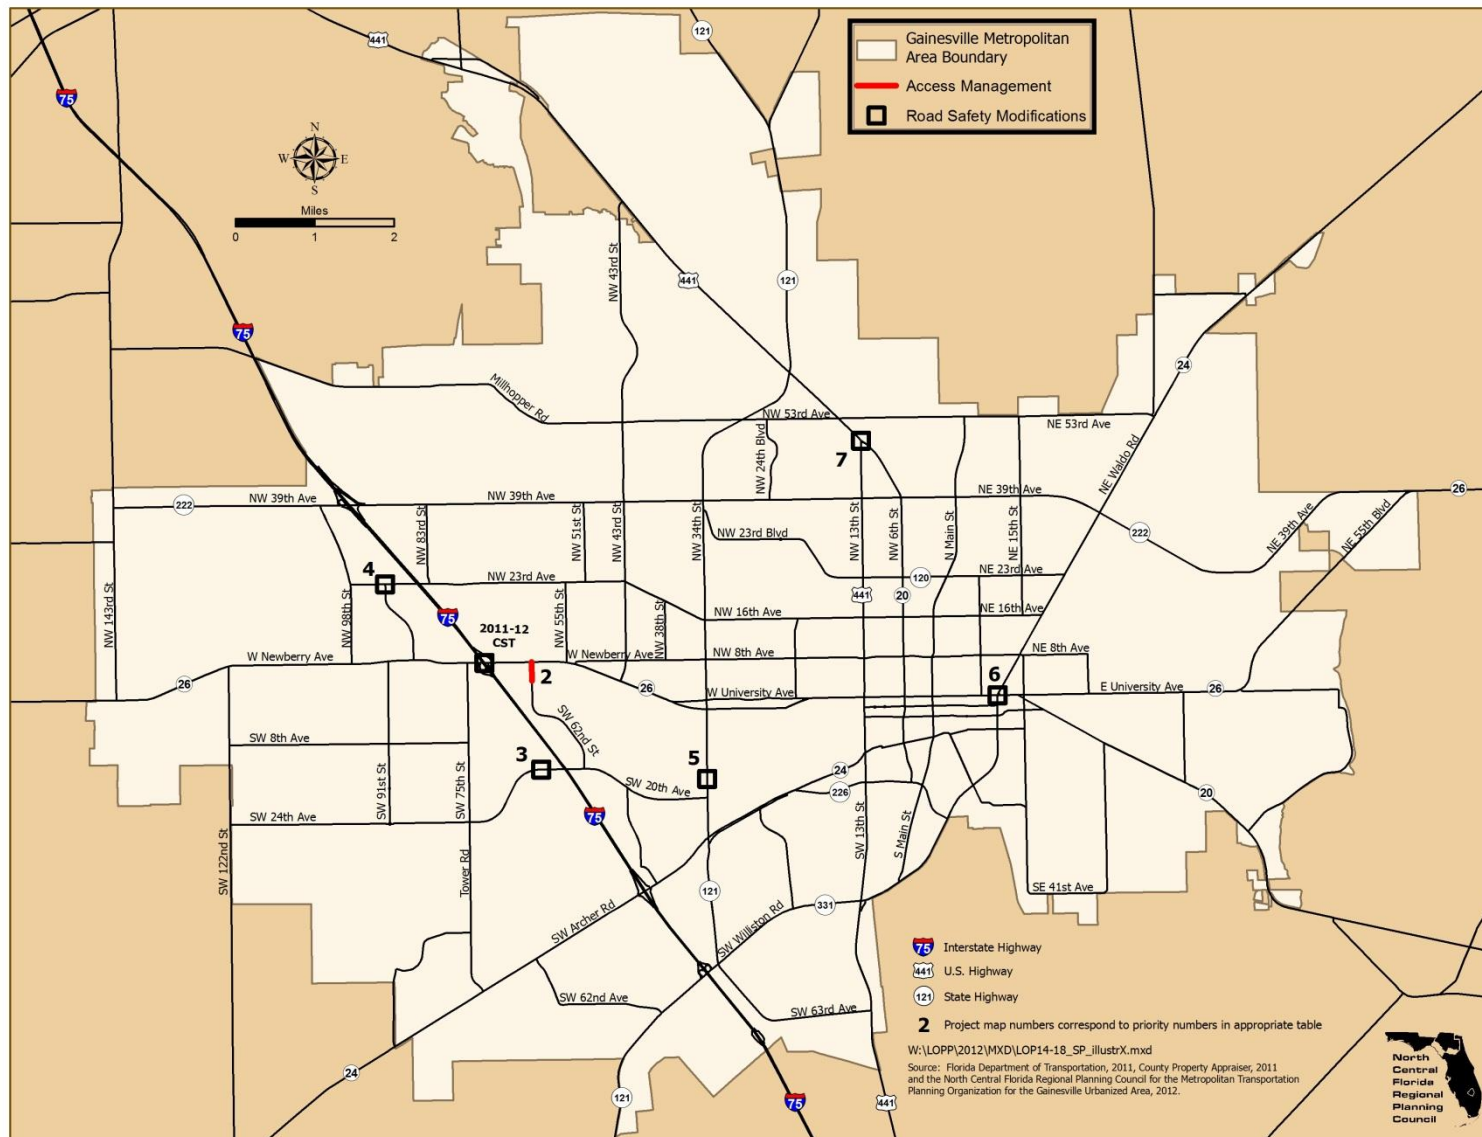 441
121
Gainesville Metropolitan
Area Boundary
Access Management
Road Safety Modifications
75
N
W
E
S
Miles
0
1
2
NW 43rd St
441
121
75
24
Millhopper Rd
NW 53rd Ave
NE 53rd Ave
NW 24th Blvd
7
NE Waldo Rd
26
222
NW 39th Ave
NW 39th Ave
NE 39th Ave
222
NE 39th Ave
NE 55th Blvd
NW 83rd St
NW 51st St
NW 43rd St
NW 34th St
NW 23rd Blvd
NW 13th St
NW 6th St
N Main St
NE 15th St
4
NW 23rd Ave
120
NE 23rd Ave
NW 143rd St
NW 98th St
75
NW 55th St
NW 38th St
NW 16th Ave
441
20
NE 16th Ave
2011-12
CST
W Newberry Ave
W Newberry Ave
NW 8th Ave
NE 8th Ave
26
2
26
W University Ave
6
E University Ave
26
SW 62nd St
SW 8th Ave
3
5
24
SW 91st St
SW 75th St
SW 20th Ave
226
20
SW 24th Ave
75
SW 122nd St
SW 13th St
S Main St
Tower Rd
121
SE 41st Ave
SW Archer Rd
SW Williston Rd
331
SW 62nd Ave
SW 63rd Ave
24
121
75
441
75
Interstate Highway
441
U.S. Highway
121
State Highway
2
Project map numbers correspond to priority numbers in appropriate table
W:\LOPP\2012\MXD\LOP14-18_SP_illustrX.mxd
Source: Florida Department of Transportation, 2011, County Property Appraiser, 2011
and the North Central Florida Regional Planning Council for the Metropolitan Transportation
Planning Organization for the Gainesville Urbanized Area, 2012.
North
Central
Florida
Regional
Planning
Council